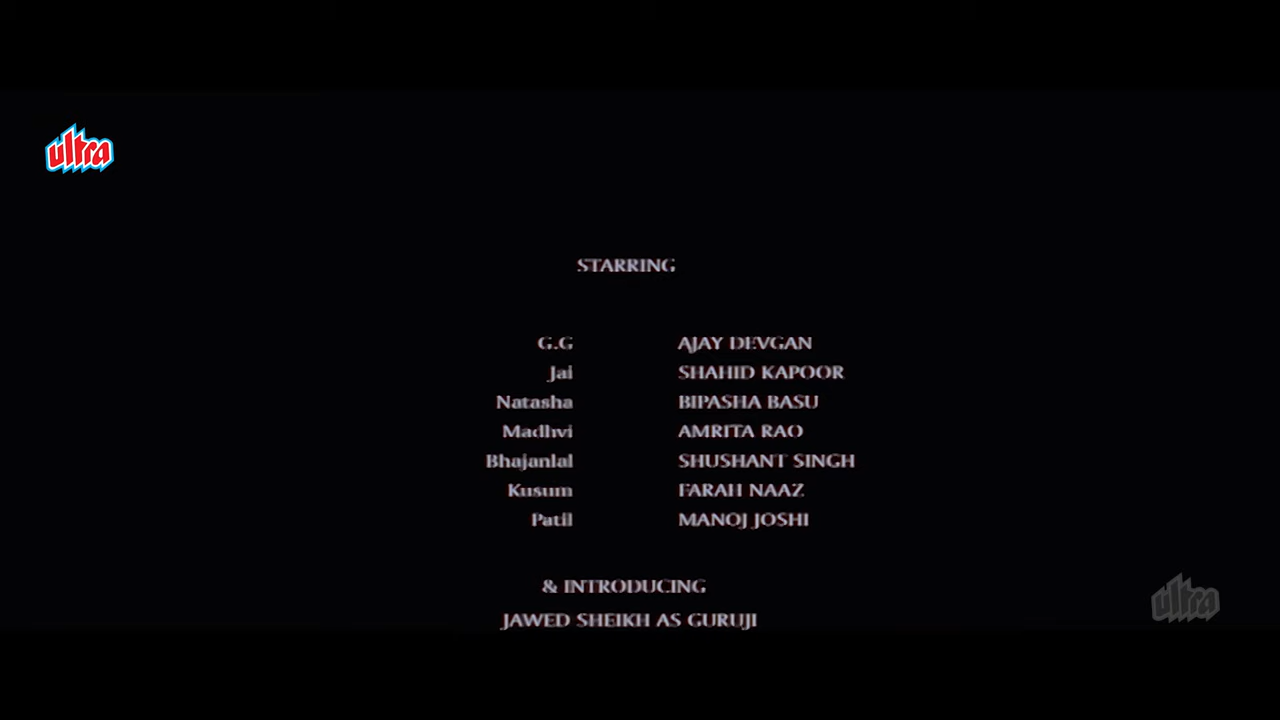 ultra
STARRING
G.G AJAY DEVGAN
Jai SHAHID KAPOOR
Natasha BIPASHA BASU
Madhvi AMRITA RAO
Bhajanlal SHUSHANT SINGH
Kusum FARAH NAAZ
Patil MANOJ JOSHI
& INTRODUCING
JAWED SHEIKH AS GURUJI
ultra